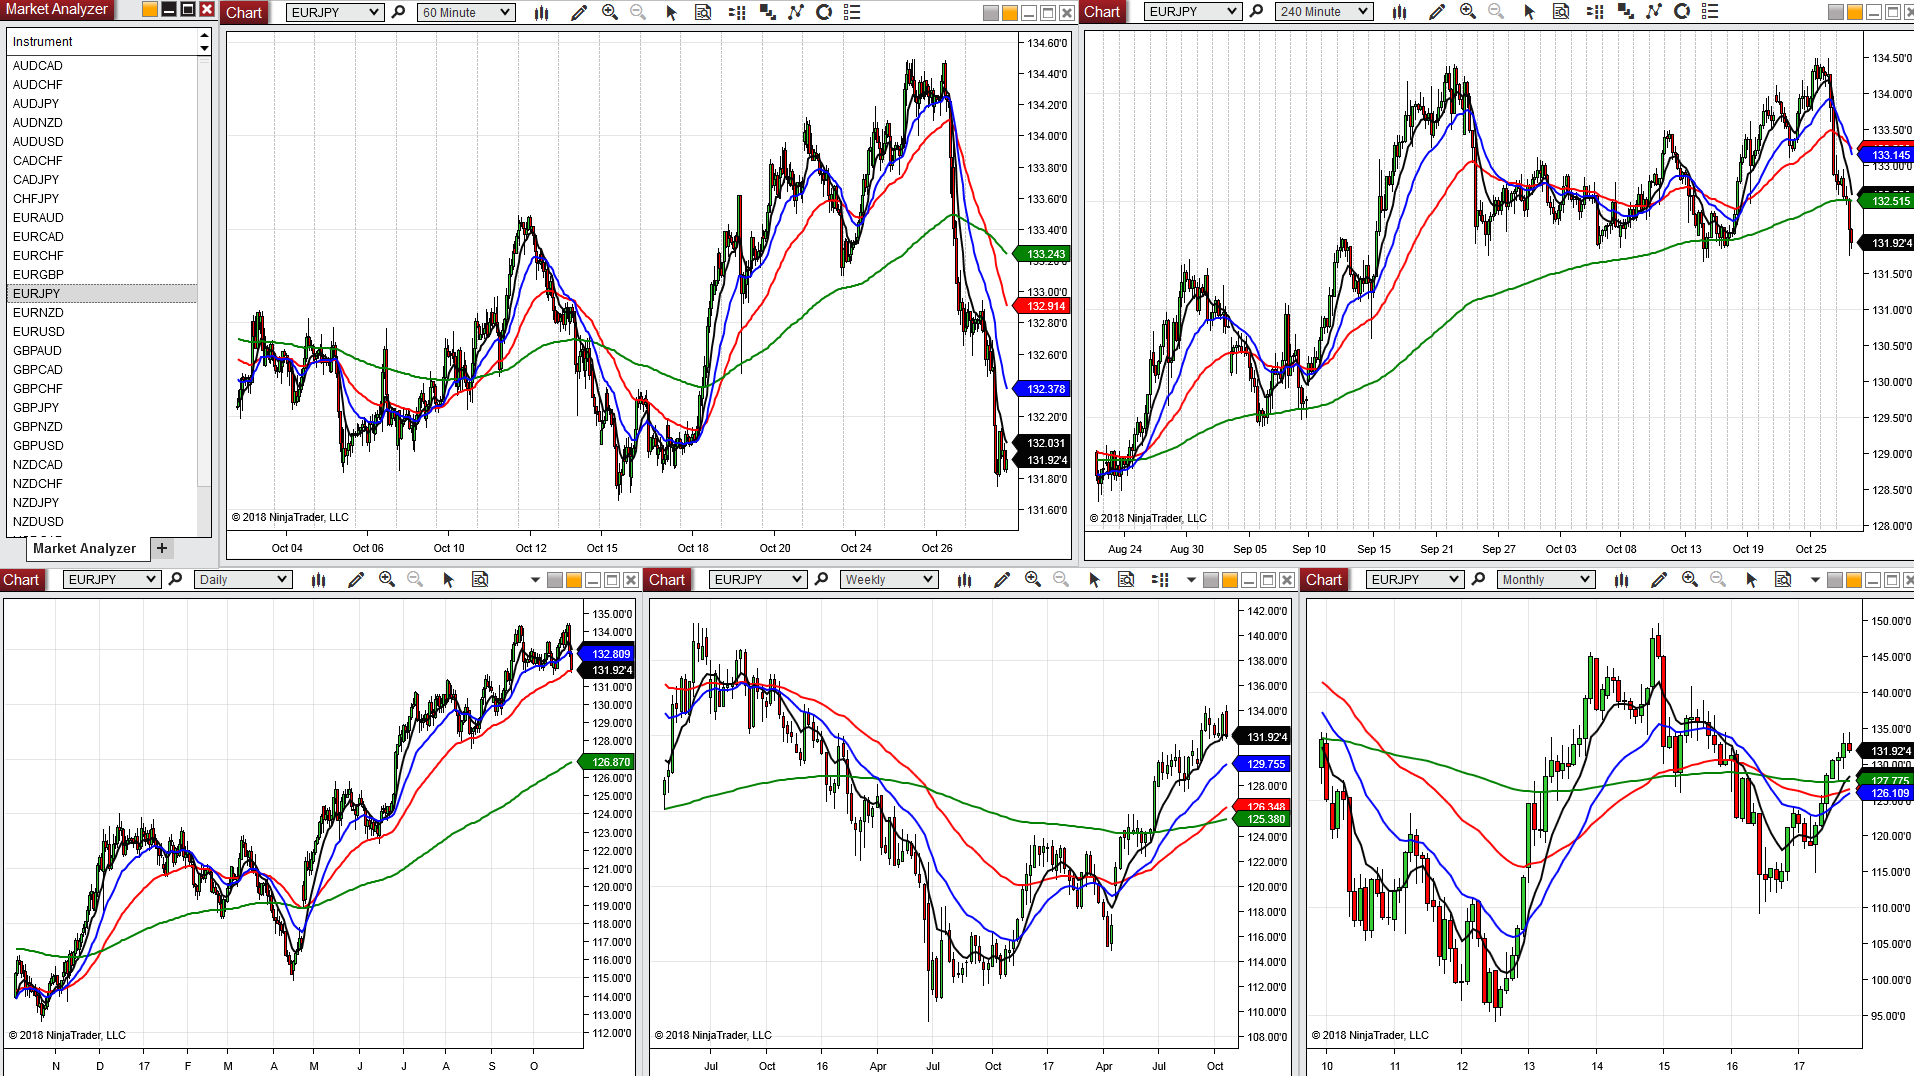 Market Analyzer
Instrument
AUDCAD
AUDCHF
AUDJPY
AUDNZD
AUDUSD
CADCHF
CADJPY
CHFJPY
EURAUD
EURCAD
EURCHF
EURGBP
EURJPY
EURNZD
EURUSD
GBPAUD
GBPCAD
GBPCHF
GBPJPY
GBPNZD
GBPUSD
NZDCAD
NZDCHF
NZDJPY
NZDUSD
Market Analyzer +
Chart EURJPY 60 Minute
134.60'0
134.40'0
134.20'0
134.00'0
133.80'0
133.60'0
133.40'0
133.243
133.20'0
133.00'0
132.914
132.80'0
132.60'0
132.378
132.20'0
132.031
131.92'4
131.80'0
131.60'0
© 2018 NinjaTrader, LLC
Oct 04 Oct 06 Oct 10 Oct 12 Oct 15 Oct 18 Oct 20 Oct 24 Oct 26
Chart EURJPY 240 Minute
134.50'0
134.00'0
133.50'0
133.145
133.00'0
132.515
131.92'4
131.50'0
131.00'0
130.50'0
130.00'0
129.50'0
129.00'0
128.50'0
128.00'0
© 2018 NinjaTrader, LLC
Aug 24 Aug 30 Sep 05 Sep 10 Sep 15 Sep 21 Sep 27 Oct 03 Oct 08 Oct 13 Oct 19 Oct 25
Chart EURJPY Daily
135.00'0
134.00'0
132.809
131.92'4
131.00'0
130.00'0
129.00'0
128.00'0
126.870
126.00'0
125.00'0
124.00'0
123.00'0
122.00'0
121.00'0
120.00'0
119.00'0
118.00'0
117.00'0
116.00'0
115.00'0
114.00'0
113.00'0
112.00'0
© 2018 NinjaTrader, LLC
N D 17 F M A M J J A S O
Chart EURJPY Weekly
142.00'0
140.00'0
138.00'0
136.00'0
134.00'0
131.92'4
129.755
128.00'0
126.348
125.380
124.00'0
122.00'0
120.00'0
118.00'0
116.00'0
114.00'0
112.00'0
110.00'0
108.00'0
© 2018 NinjaTrader, LLC
Jul Oct 16 Apr Jul Oct 17 Apr Jul Oct
Chart EURJPY Monthly
150.00'0
145.00'0
140.00'0
135.00'0
131.92'4
130.00'0
127.775
126.109
125.00'0
120.00'0
115.00'0
110.00'0
105.00'0
100.00'0
95.00'0
© 2018 NinjaTrader, LLC
10 11 12 13 14 15 16 17